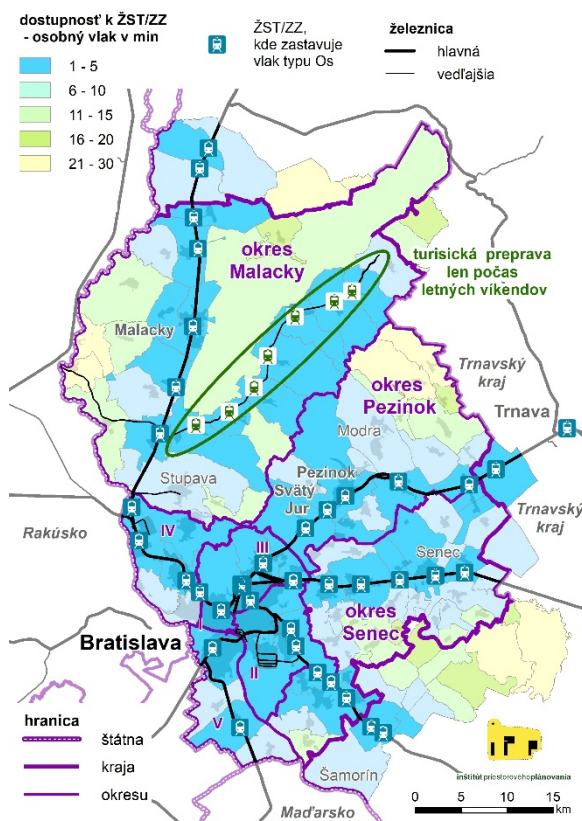 dostupnosť k ŽST/ZZ
- osobný vlak v min
1 - 5
6 - 10
11 - 15
16 - 20
21 - 30
ŽST/ZZ,
kde zastavuje
vlak typu Os
železnica
hlavná
vedľajšia
okres
Malacky
turisická preprava
len počas
letných víkendov
Malacky
okres
Pezinok
Trnavský
kraj
Trnava
Modra
Stupava
Pezinok
Svätý
Jur
Trnavský
kraj
Rakúsko
IV
III
Senec
I
okres
Senec
Bratislava
II
V
hranica
štátna
kraja
okresu
Šamorín
Maďarsko
inštitút priestorového plánovania
0 5 10 15
km